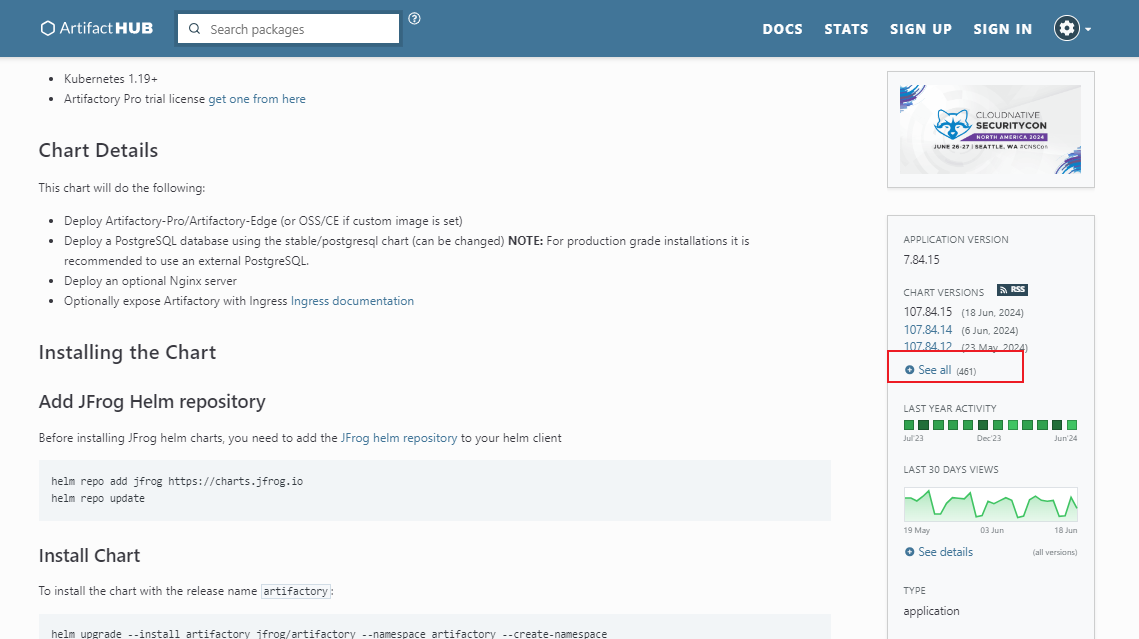 Artifact HUB
Search packages
DOCS STATS SIGN UP SIGN IN
Kubernetes 1.19+
Artifactory Pro trial license get one from here
Chart Details
This chart will do the following:
Deploy Artifactory-Pro/Artifactory-Edge (or OSS/CE if custom image is set)
Deploy a PostgreSQL database using the stable/postgresql chart (can be changed) NOTE: For production grade installations it is
recommended to use an external PostgreSQL.
Deploy an optional Nginx server
Optionally expose Artifactory with Ingress Ingress documentation
Installing the Chart
Add JFrog Helm repository
Before installing JFrog helm charts, you need to add the JFrog helm repository to your helm client
helm repo add jfrog https://charts.jfrog.io
helm repo update
Install Chart
To install the chart with the release name artifactory:
helm upgrade --install artifactory jfrog/artifactory --namespace artifactory --create-namespace
CLOUDNATIVE
SECURITYCON
NORTH AMERICA 2024
JUNE 26-27 | SEATTLE, WA #CNSCon
APPLICATION VERSION
7.84.15
CHART VERSIONS RSS
107.84.15 (18 Jun, 2024)
107.84.14 (6 Jun, 2024)
107.84.12 (23 May, 2024)
See all (461)
LAST YEAR ACTIVITY
Jul'23 Dec'23 Jun'24
LAST 30 DAYS VIEWS
19 May 03 Jun 18 Jun
See details (all versions)
TYPE
application